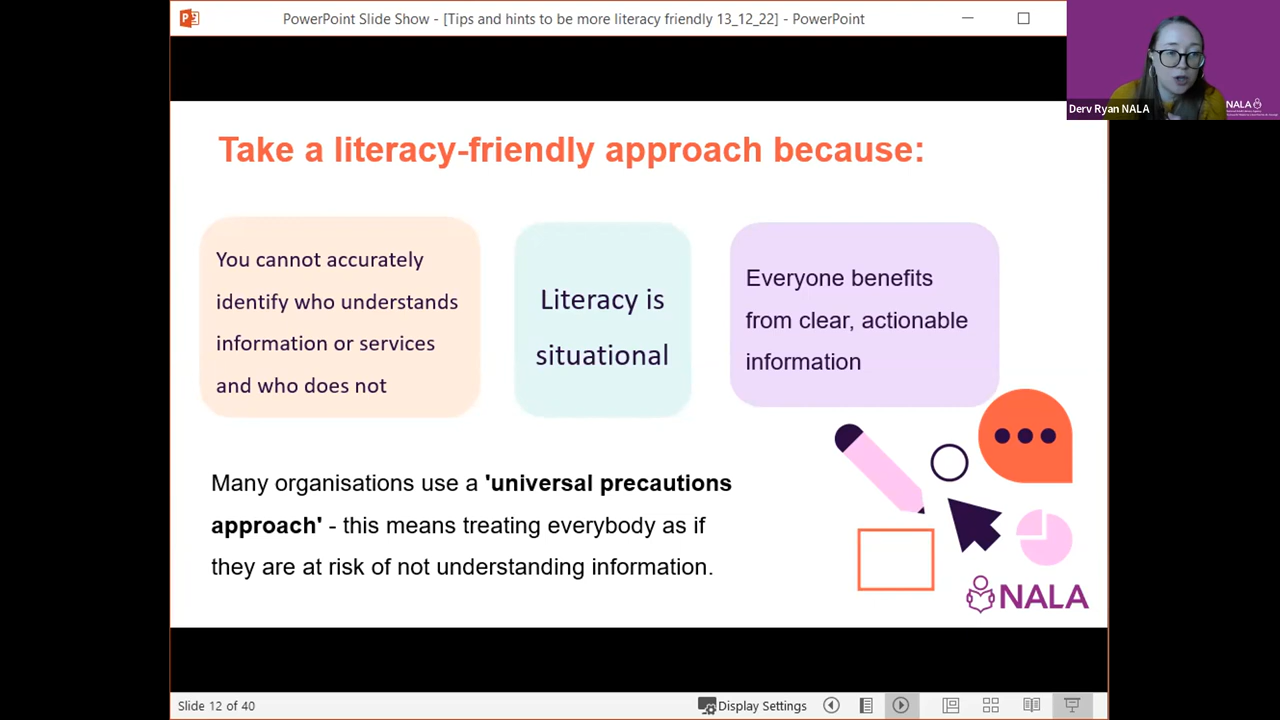 PowerPoint Slide Show - [Tips and hints to be more literacy friendly 13_12_22] - PowerPoint
Derv Ryan NALA
NALA
Take a literacy-friendly approach because:
You cannot accurately
identify who understands
information or services
and who does not
Literacy is
situational
Everyone benefits
from clear, actionable
information
Many organisations use a 'universal precautions
approach' - this means treating everybody as if
they are at risk of not understanding information.
NALA
Slide 12 of 40
Display Settings